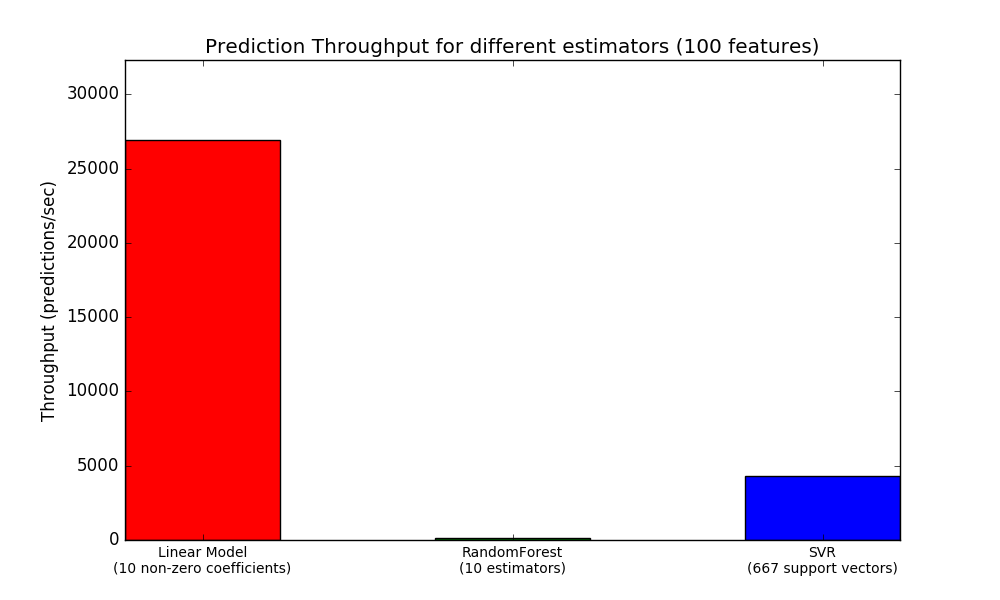 Prediction Throughput for different estimators (100 features)
Throughput (predictions/sec)
30000
25000
20000
15000
10000
5000
0
Linear Model
(10 non-zero coefficients)
RandomForest
(10 estimators)
SVR
(667 support vectors)